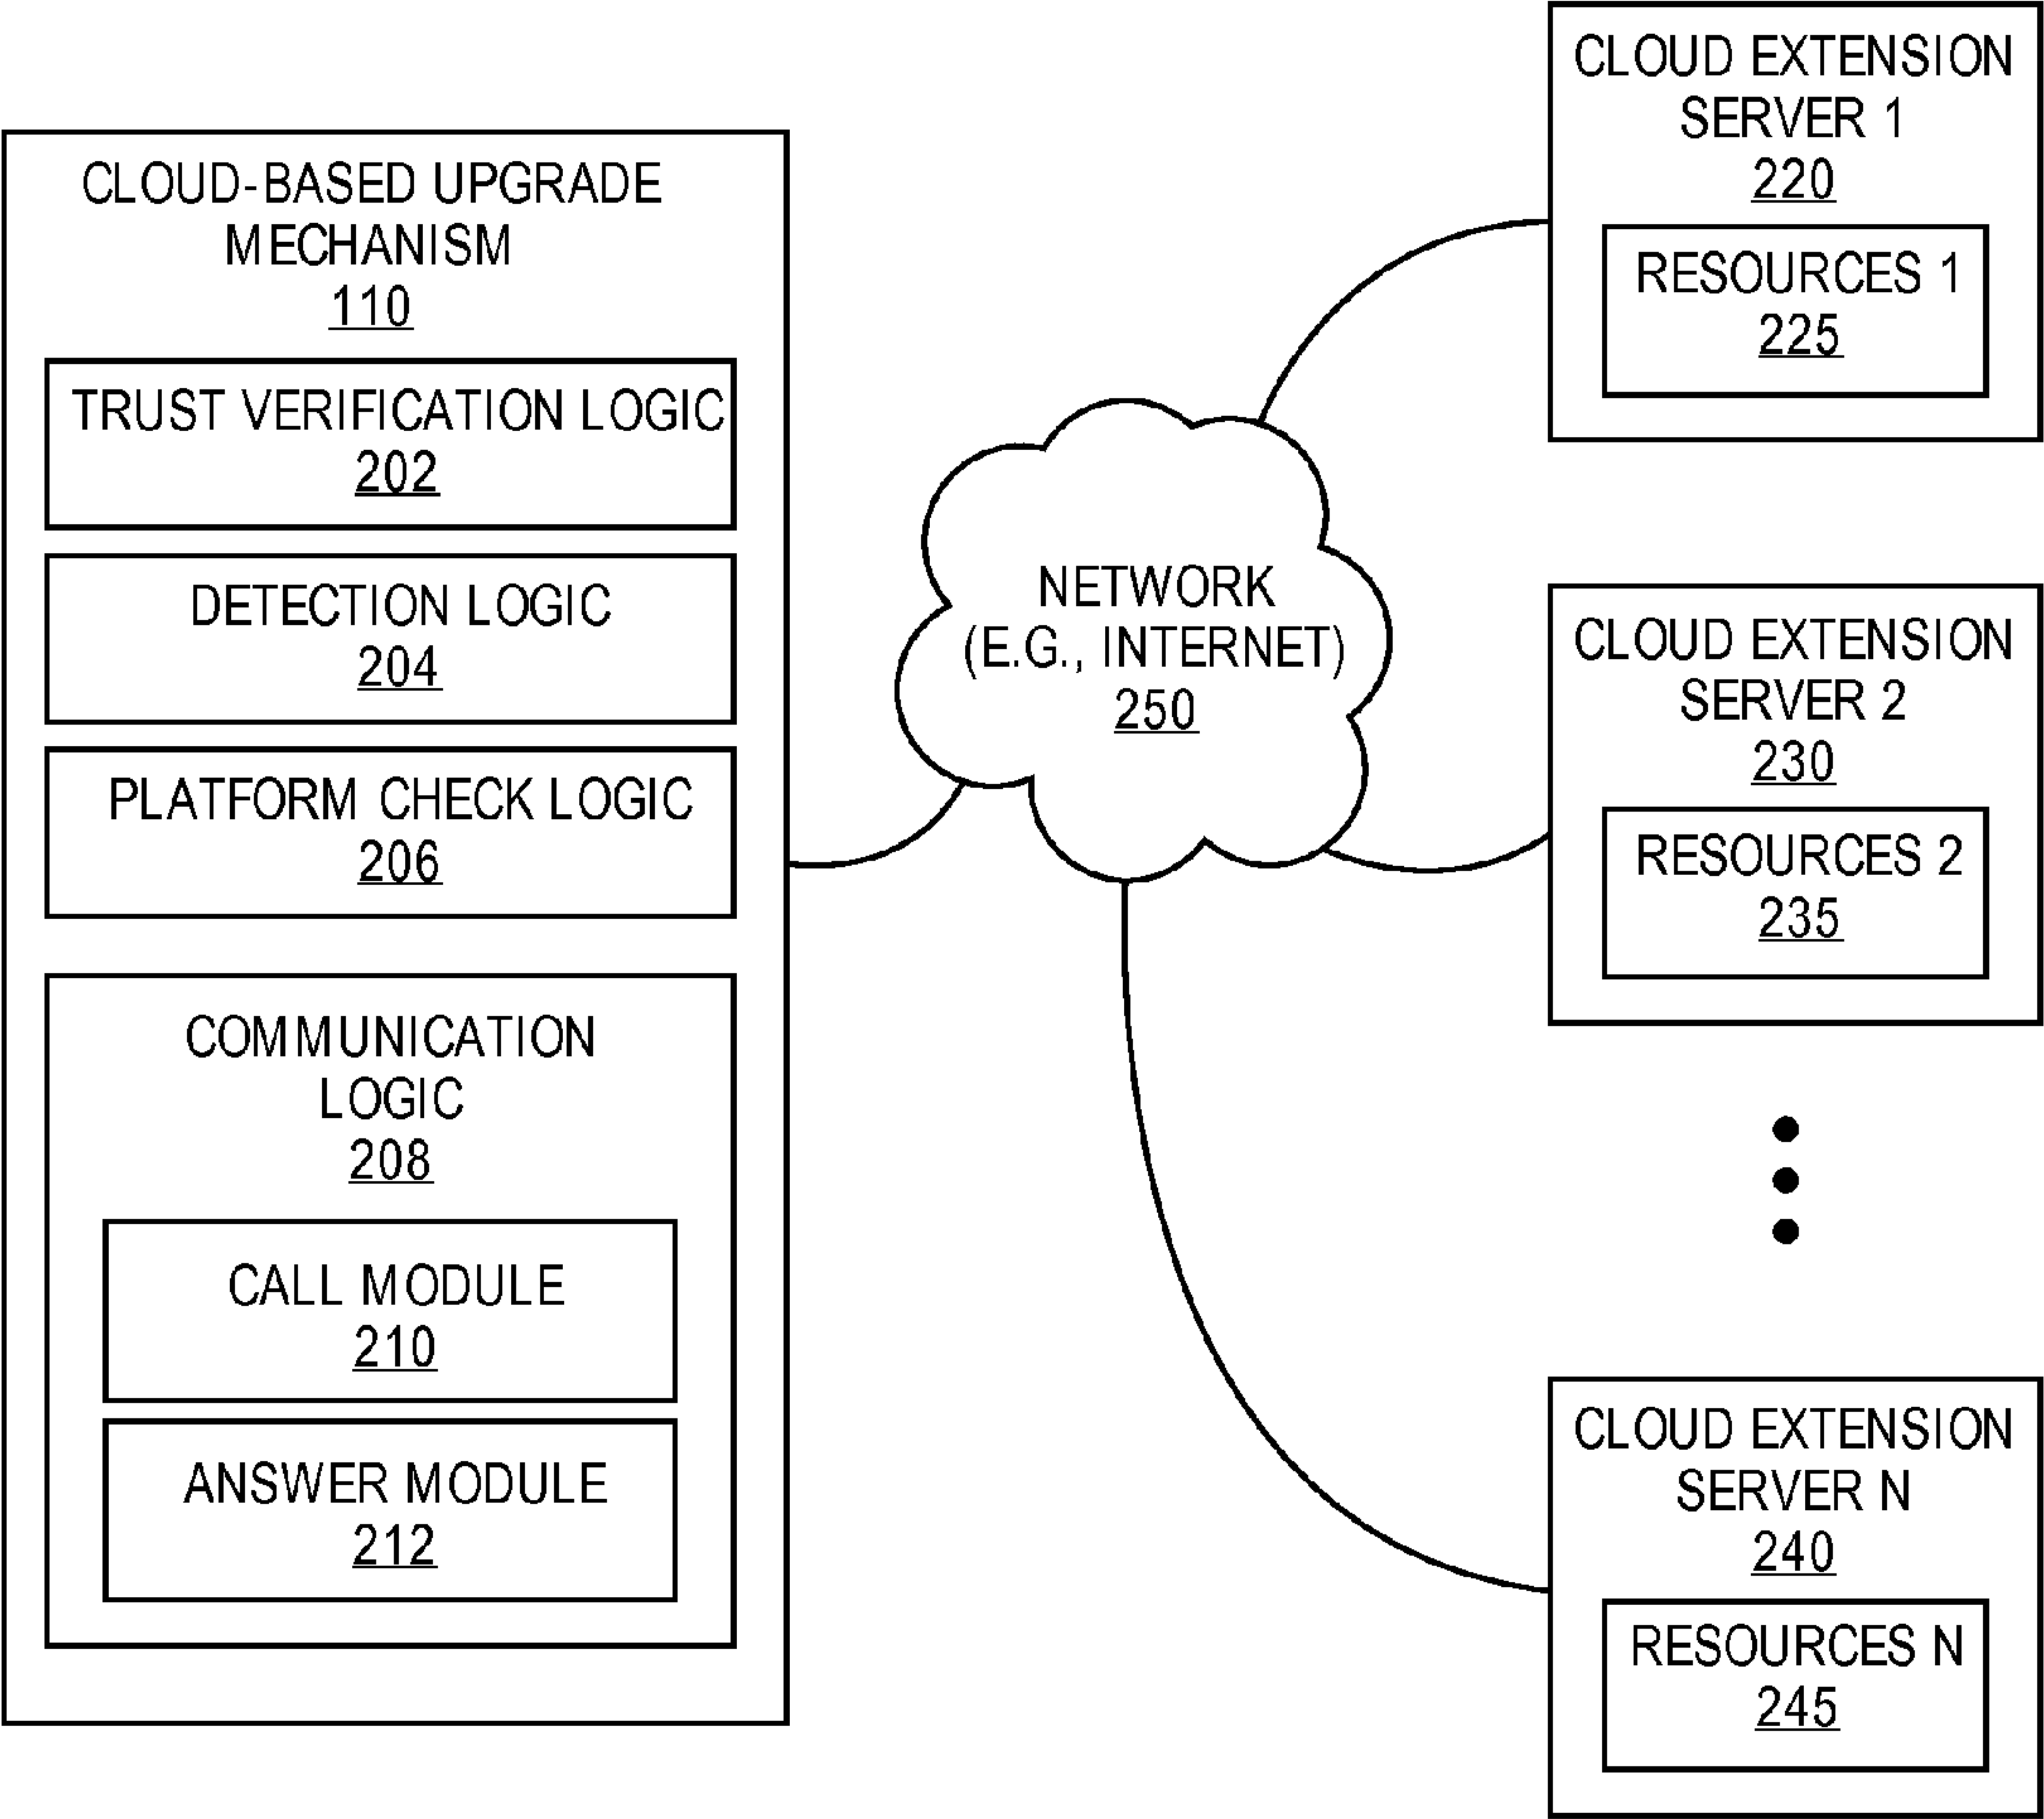 CLOUD-BASED UPGRADE
MECHANISM
110
TRUST VERIFICATION LOGIC
202
DETECTION LOGIC
204
PLATFORM CHECK LOGIC
206
COMMUNICATION
LOGIC
208
CALL MODULE
210
ANSWER MODULE
212
NETWORK
(E.G., INTERNET)
250
CLOUD EXTENSION
SERVER 1
220
RESOURCES 1
225
CLOUD EXTENSION
SERVER 2
230
RESOURCES 2
235
CLOUD EXTENSION
SERVER N
240
RESOURCES N
245